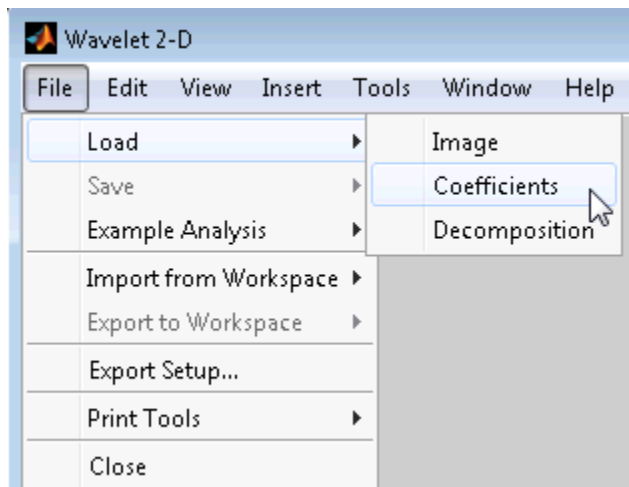 Wavelet 2-D
File Edit View Insert Tools Window Help
Load
Save
Example Analysis
Import from Workspace
Export to Workspace
Export Setup...
Print Tools
Close
Image
Coefficients
Decomposition